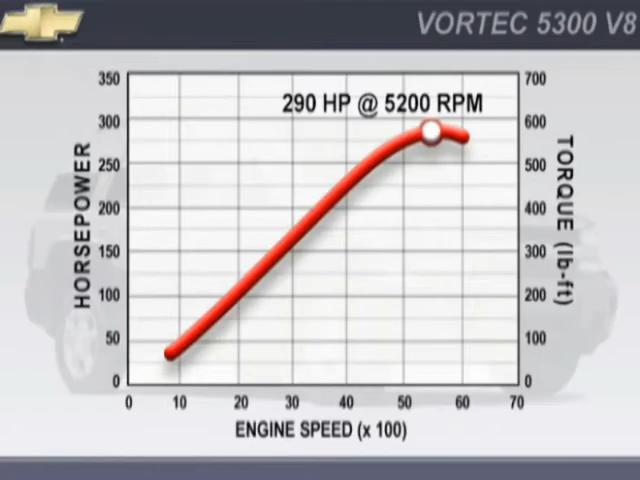 VORTEC 5300 V8
290 HP @ 5200 RPM
HORSEPOWER
350
300
250
200
150
100
50
0
700
600
500
400
300
200
100
0
TORQUE (lb-ft)
0 10 20 30 40 50 60 70
ENGINE SPEED (x 100)